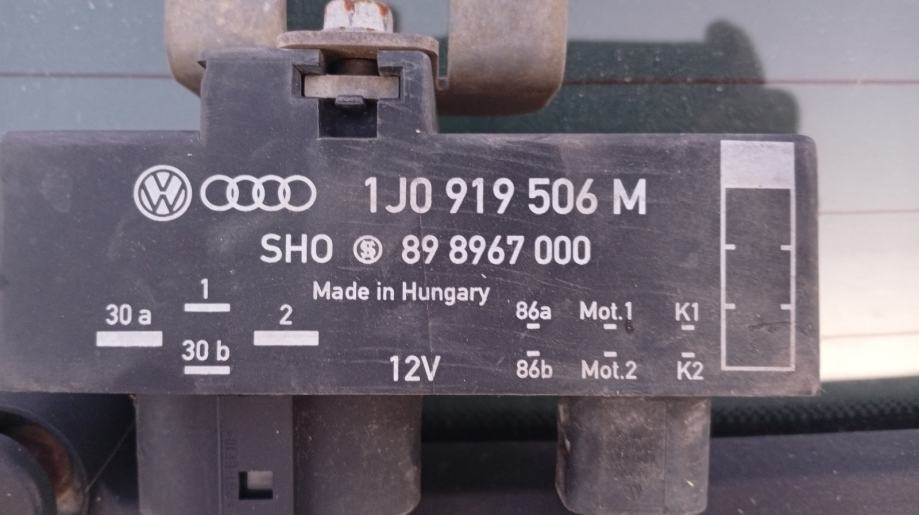 1J0 919 506 M
SHO 89 8967 000
Made in Hungary
30 a
1
2
30 b
12V
86a Mot.1 K1
86b Mot.2 K2